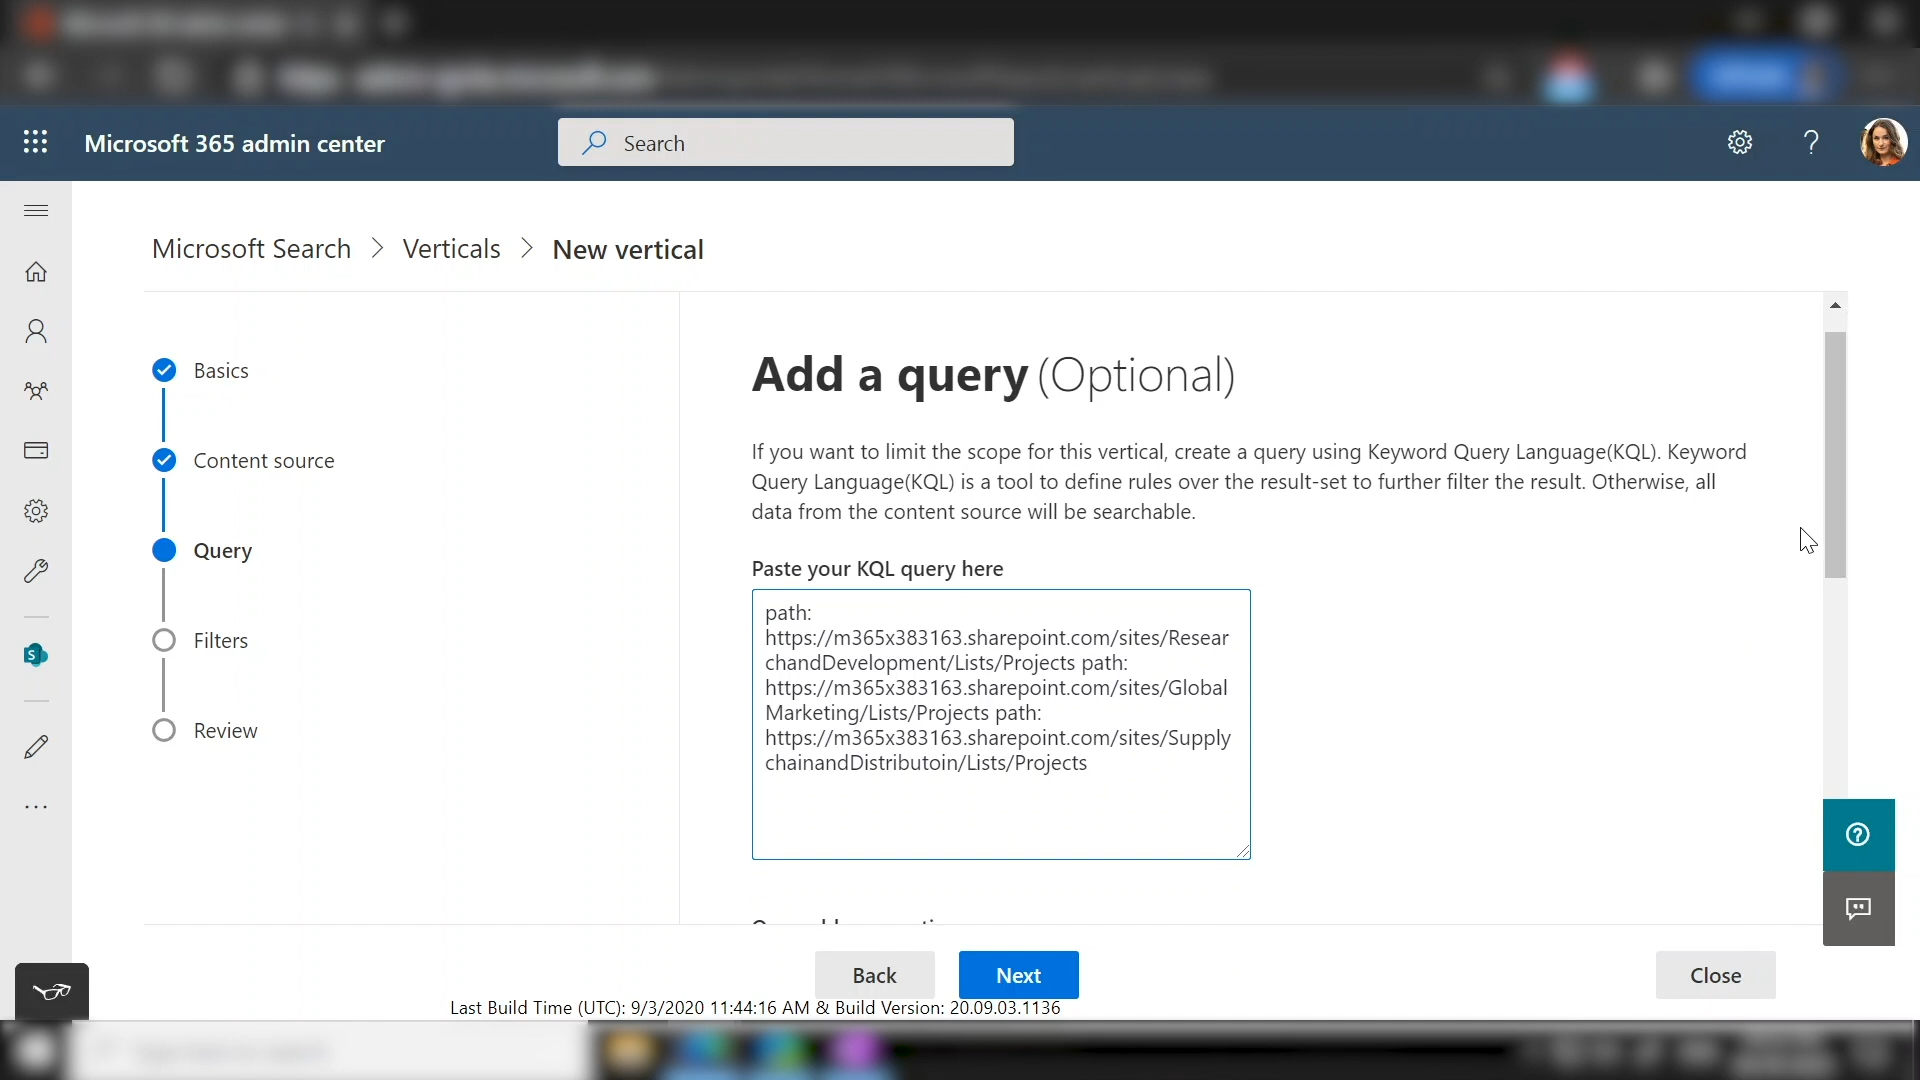 Microsoft 365 admin center
Search
Microsoft Search > Verticals > New vertical
Basics
Content source
Query
Filters
Review
Add a query (Optional)
If you want to limit the scope for this vertical, create a query using Keyword Query Language(KQL). Keyword
Query Language(KQL) is a tool to define rules over the result-set to further filter the result. Otherwise, all
data from the content source will be searchable.
Paste your KQL query here
path:
https://m365x383163.sharepoint.com/sites/Resear
chandDevelopment/Lists/Projects path:
https://m365x383163.sharepoint.com/sites/Global
Marketing/Lists/Projects path:
https://m365x383163.sharepoint.com/sites/Supply
chainandDistributoin/Lists/Projects
Back
Next
Close
Last Build Time (UTC): 9/3/2020 11:44:16 AM & Build Version: 20.09.03.1136